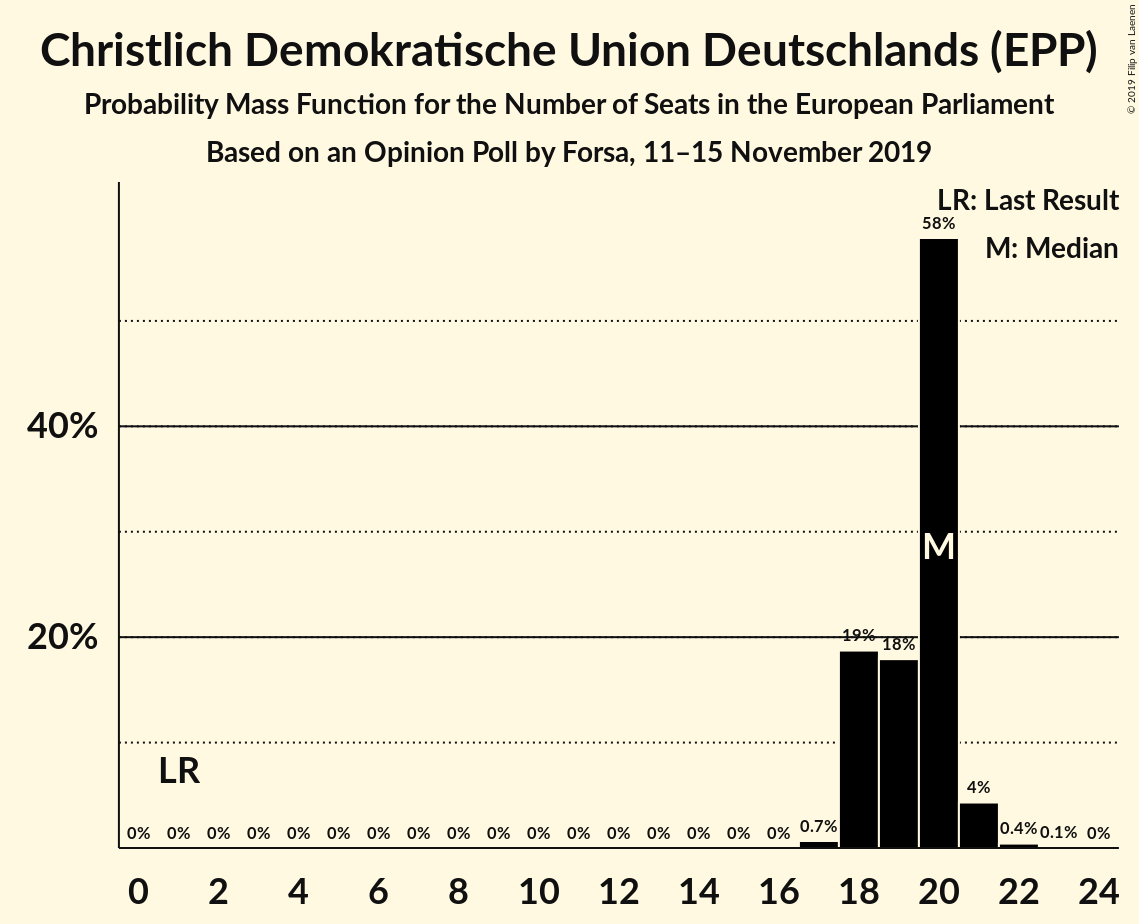 Christlich Demokratische Union Deutschlands (EPP)
Probability Mass Function for the Number of Seats in the European Parliament
Based on an Opinion Poll by Forsa, 11–15 November 2019
© 2019 Filip van Laenen
LR: Last Result
58%
M: Median
40%
M
20%
19%
18%
LR
4%
0% 0% 0% 0% 0% 0% 0% 0% 0% 0% 0% 0% 0% 0% 0% 0% 0% 0.7% 0.4% 0.1% 0%
0 2 4 6 8 10 12 14 16 18 20 22 24